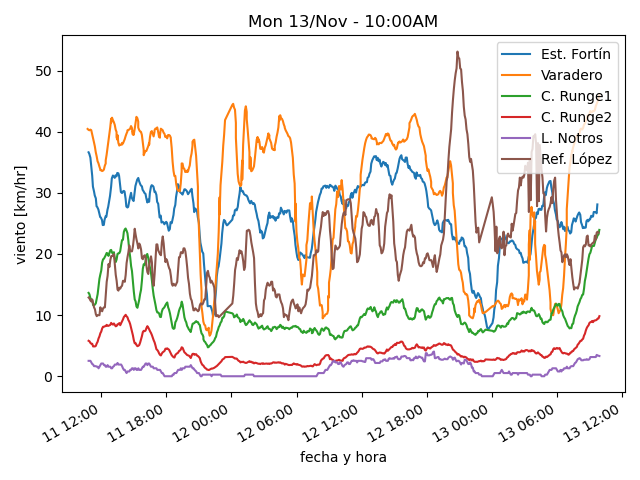 Mon 13/Nov - 10:00AM
Est. Fortín
Varadero
C. Runge1
C. Runge2
L. Notros
Ref. López
viento [km/hr]
50
40
30
20
10
0
11 12:00
11 18:00
12 00:00
12 06:00
12 12:00
12 18:00
13 00:00
13 06:00
13 12:00
fecha y hora